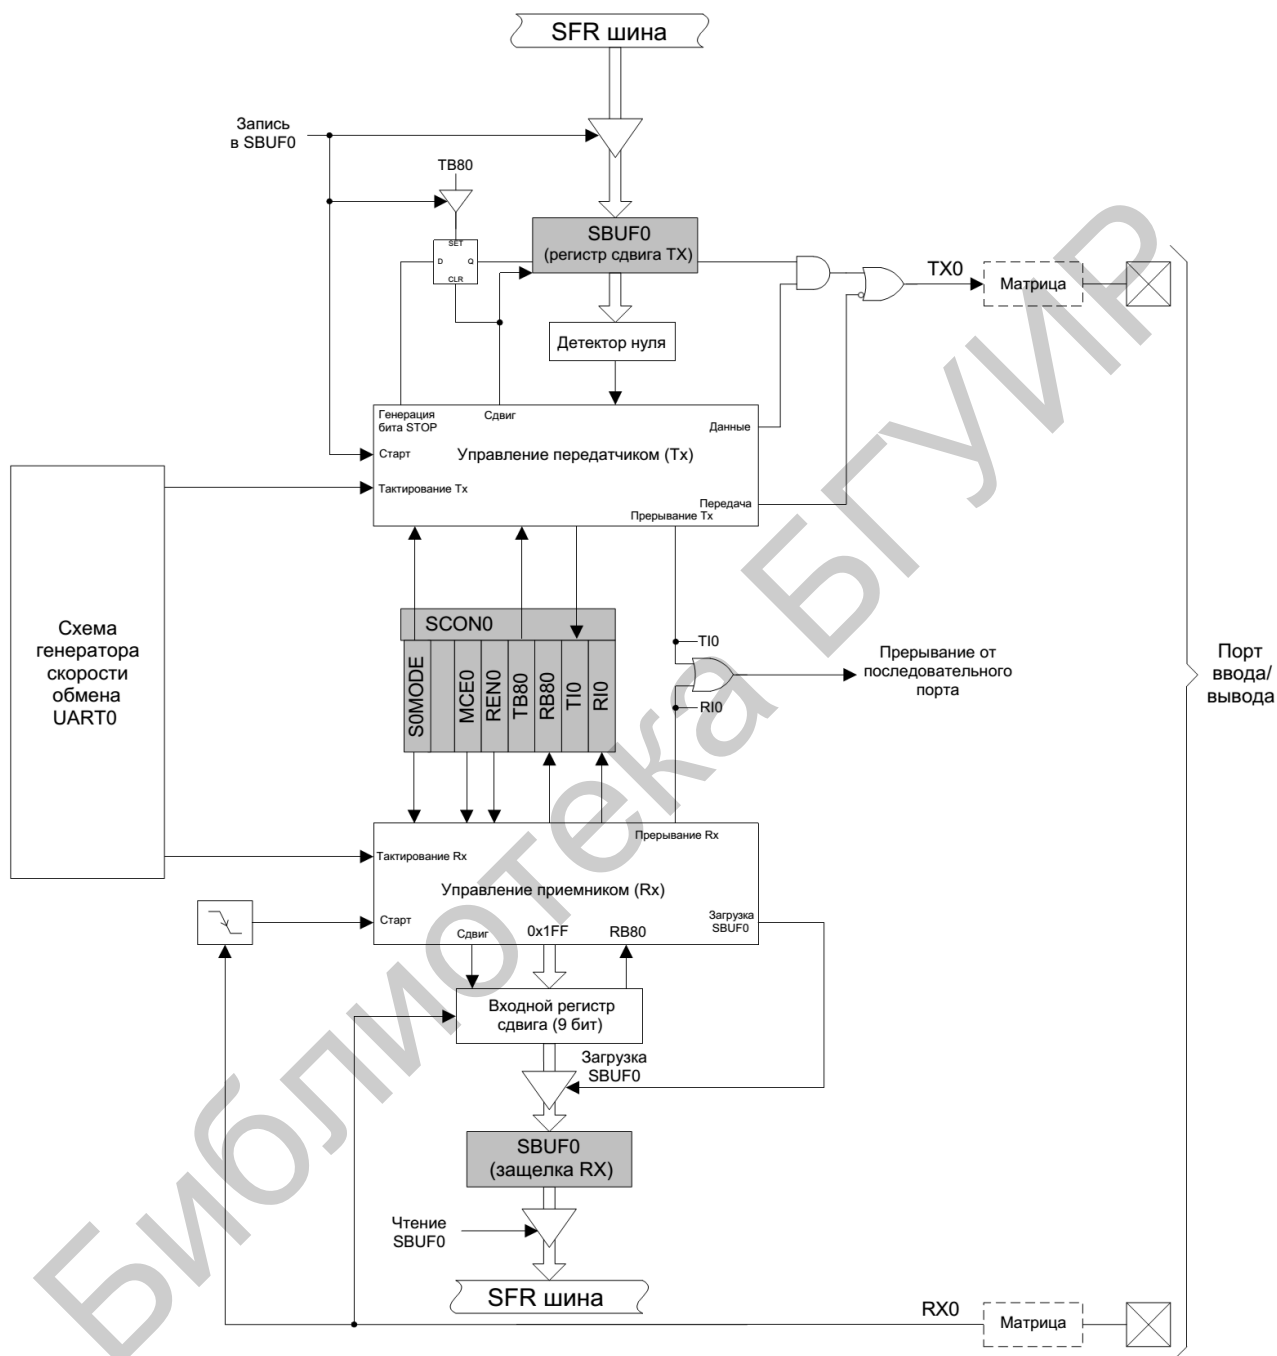 SFR шина
Запись
в SBUF0
TB80
SET
D
Q
CLR
SBUF0
(регистр сдвига TX)
TX0
Матрица
Детектор нуля
Генерация
бита STOP
Сдвиг
Данные
Старт
Управление передатчиком (Tx)
Тактирование Tx
Передача
Прерывание Tx
Схема
генератора
скорости
обмена
UART0
SCON0
S0MODE
MCE0
REN0
TB80
RB80
TI0
RI0
TI0
RI0
Прерывание от
последовательного
порта
Порт
ввода/
вывода
Прерывание Rx
Тактирование Rx
Управление приемником (Rx)
Старт
Загрузка
SBUF0
Сдвиг
0x1FF
RB80
Входной регистр
сдвига (9 бит)
Загрузка
SBUF0
SBUF0
(защелка RX)
Чтение
SBUF0
SFR шина
RX0
Матрица
Библиотека БГУИР